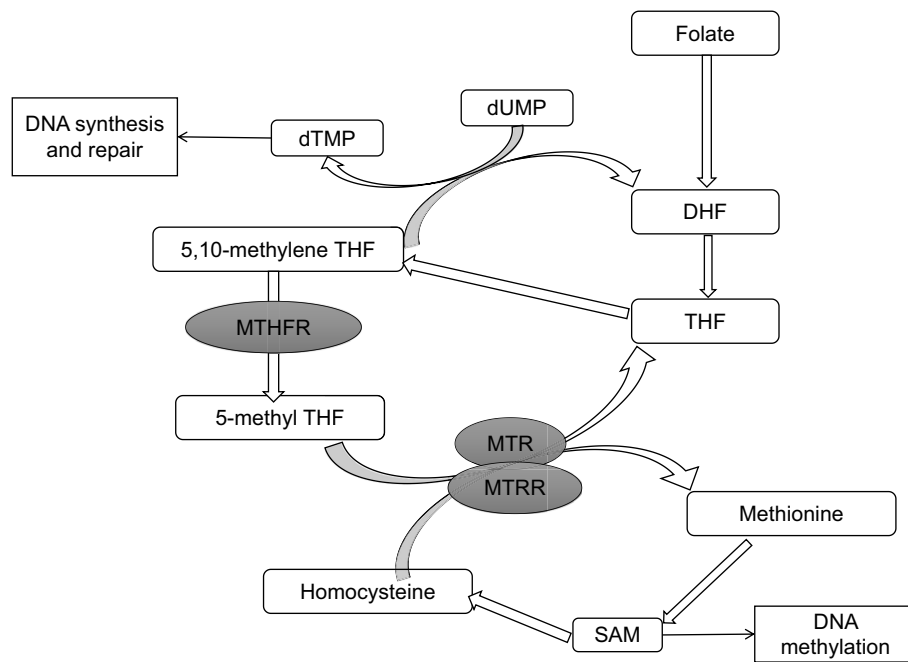 Folate
dUMP
DNA synthesis
and repair
dTMP
DHF
5,10-methylene THF
THF
MTHFR
5-methyl THF
MTR
MTRR
Methionine
Homocysteine
SAM
DNA
methylation